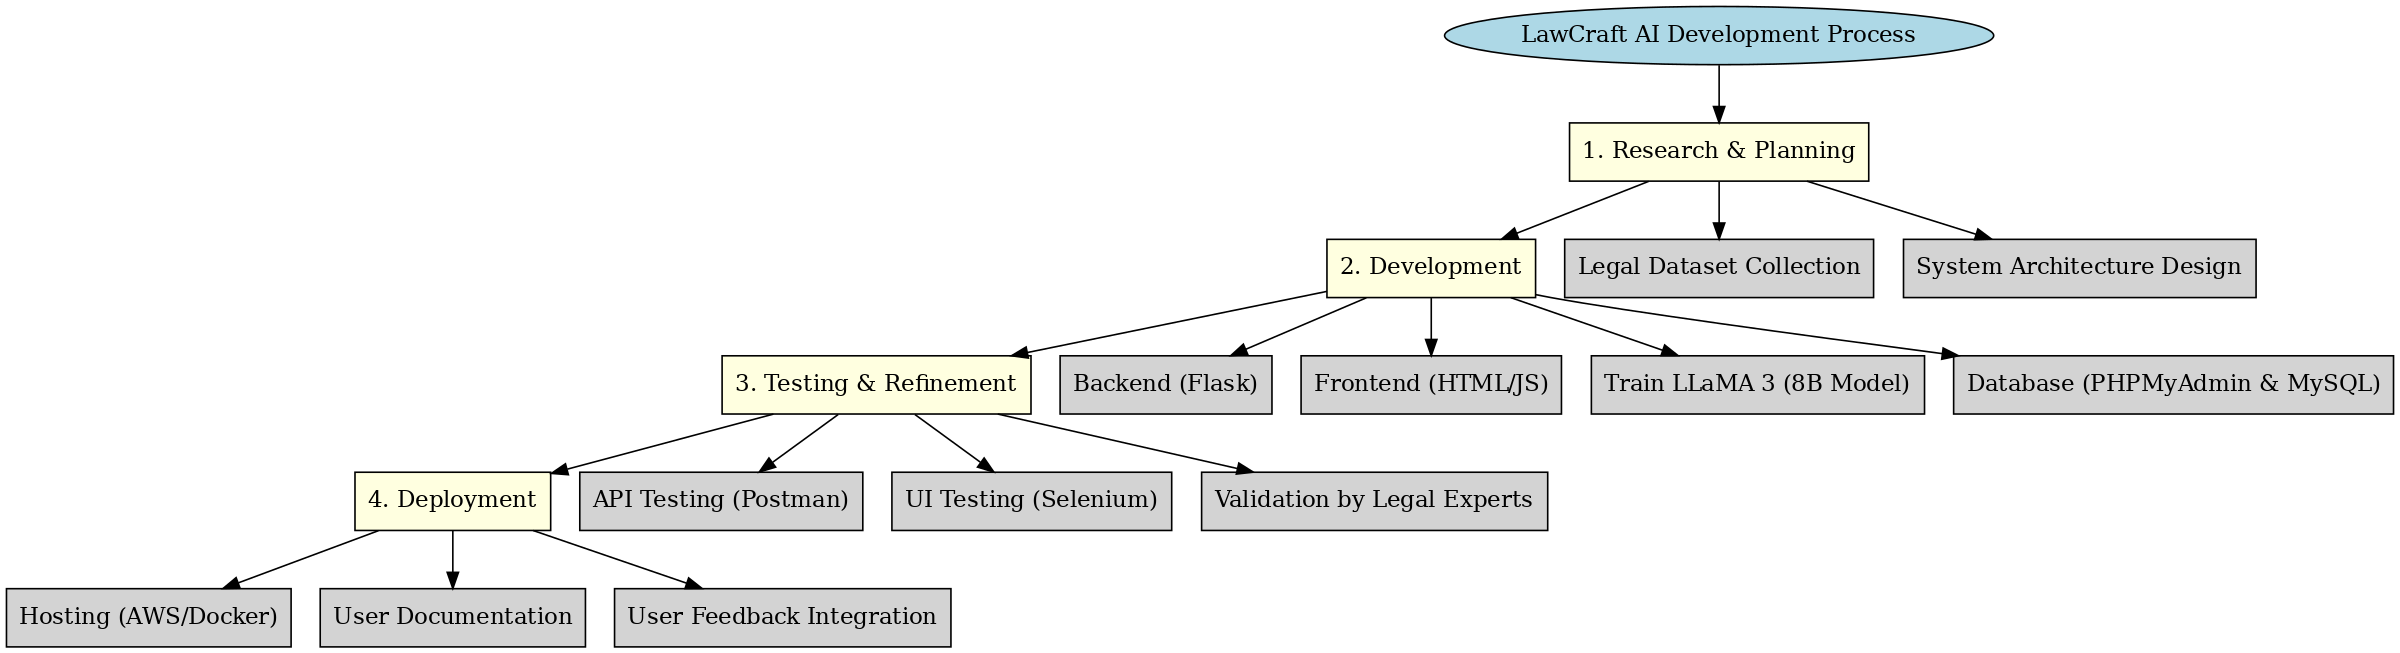 LawCraft AI Development Process
1. Research & Planning
2. Development
Legal Dataset Collection
System Architecture Design
3. Testing & Refinement
Backend (Flask)
Frontend (HTML/JS)
Train LLaMA 3 (8B Model)
Database (PHPMyAdmin & MySQL)
4. Deployment
API Testing (Postman)
UI Testing (Selenium)
Validation by Legal Experts
Hosting (AWS/Docker)
User Documentation
User Feedback Integration